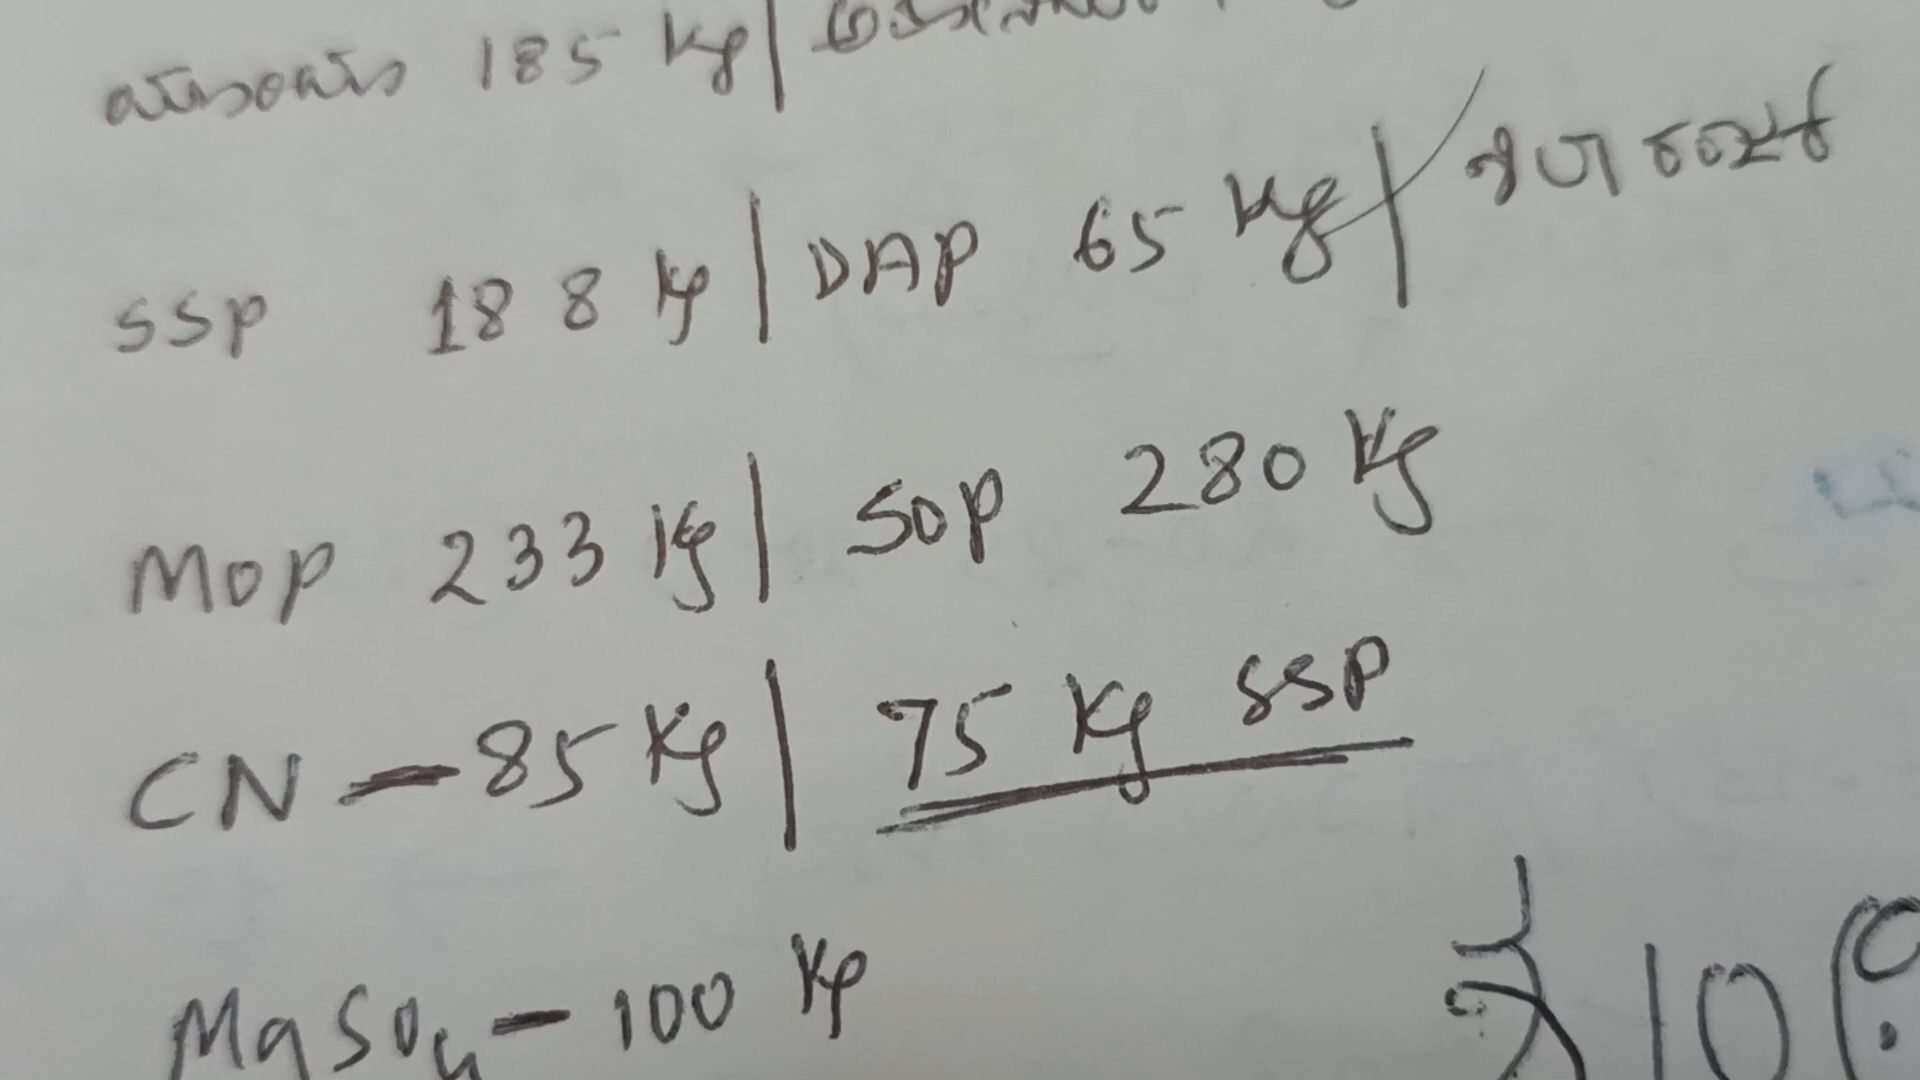 185 Kg |
SSP 188 Kg | DAP 65 Kg |
MOP 233 Kg | SOP 280 Kg
CN - 85 Kg | 75 Kg SSP
MgSO4 - 100 Kg
10